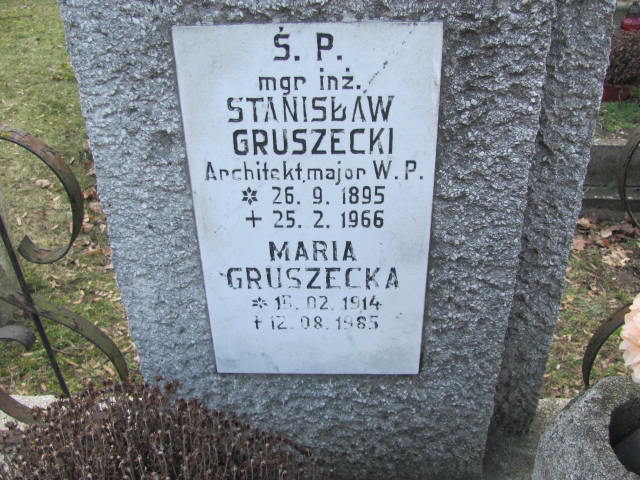 Ś. P.
mgr inż.
STANISŁAW
GRUSZECKI
Architekt, major W. P.
✲ 26. 9. 1895
+ 25. 2. 1966
MARIA
GRUSZECKA
✲ 15.02.1914
† 12.08.1985